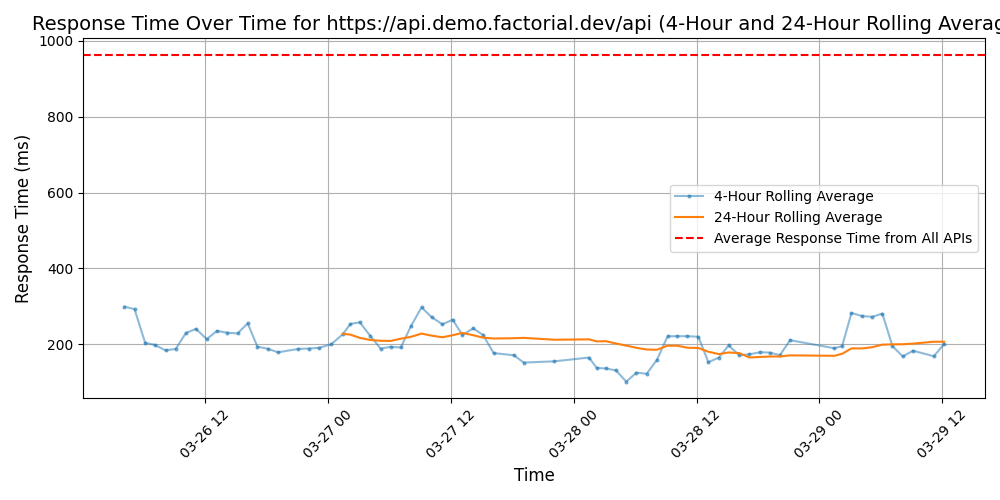 Response Time Over Time for https://api.demo.factorial.dev/api (4-Hour and 24-Hour Rolling Averag
Response Time (ms)
1000
800
600
400
200
4-Hour Rolling Average
24-Hour Rolling Average
Average Response Time from All APIs
03-26 12
03-27 00
03-27 12
03-28 00
03-28 12
03-29 00
03-29 12
Time